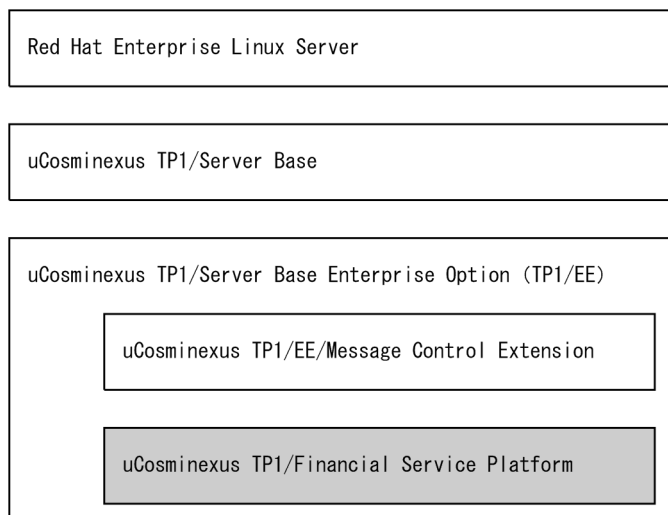 Red Hat Enterprise Linux Server
uCosminexus TP1/Server Base
uCosminexus TP1/Server Base Enterprise Option (TP1/EE)
uCosminexus TP1/EE/Message Control Extension
uCosminexus TP1/Financial Service Platform